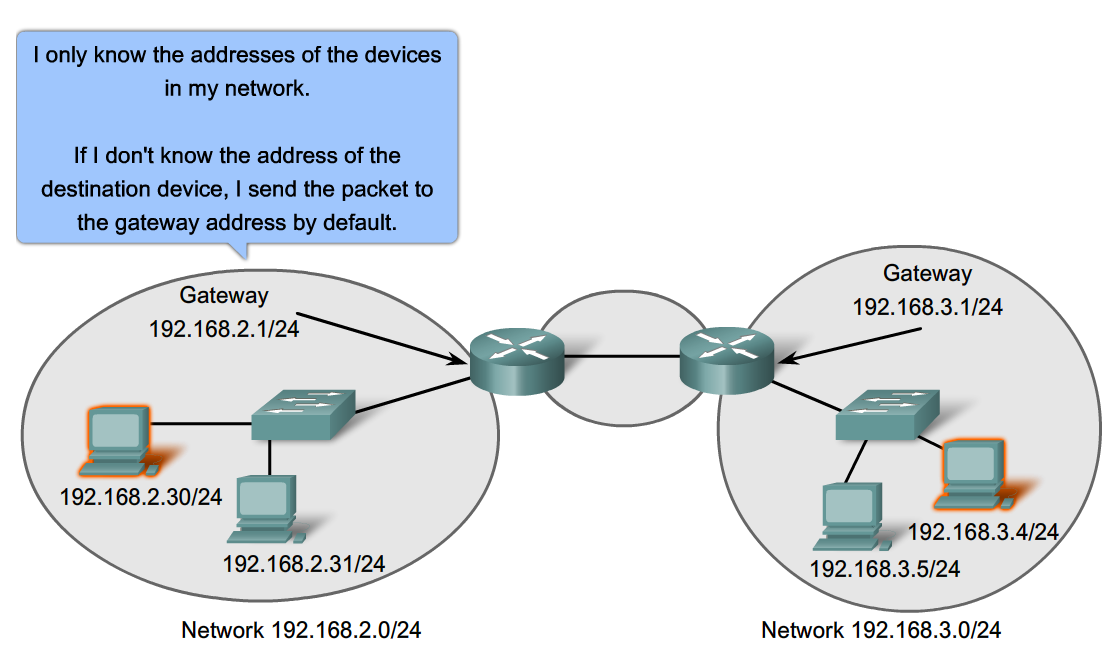 I only know the addresses of the devices
in my network.
If I don't know the address of the
destination device, I send the packet to
the gateway address by default.
Gateway
192.168.2.1/24
Gateway
192.168.3.1/24
192.168.2.30/24
192.168.2.31/24
192.168.3.4/24
192.168.3.5/24
Network 192.168.2.0/24
Network 192.168.3.0/24